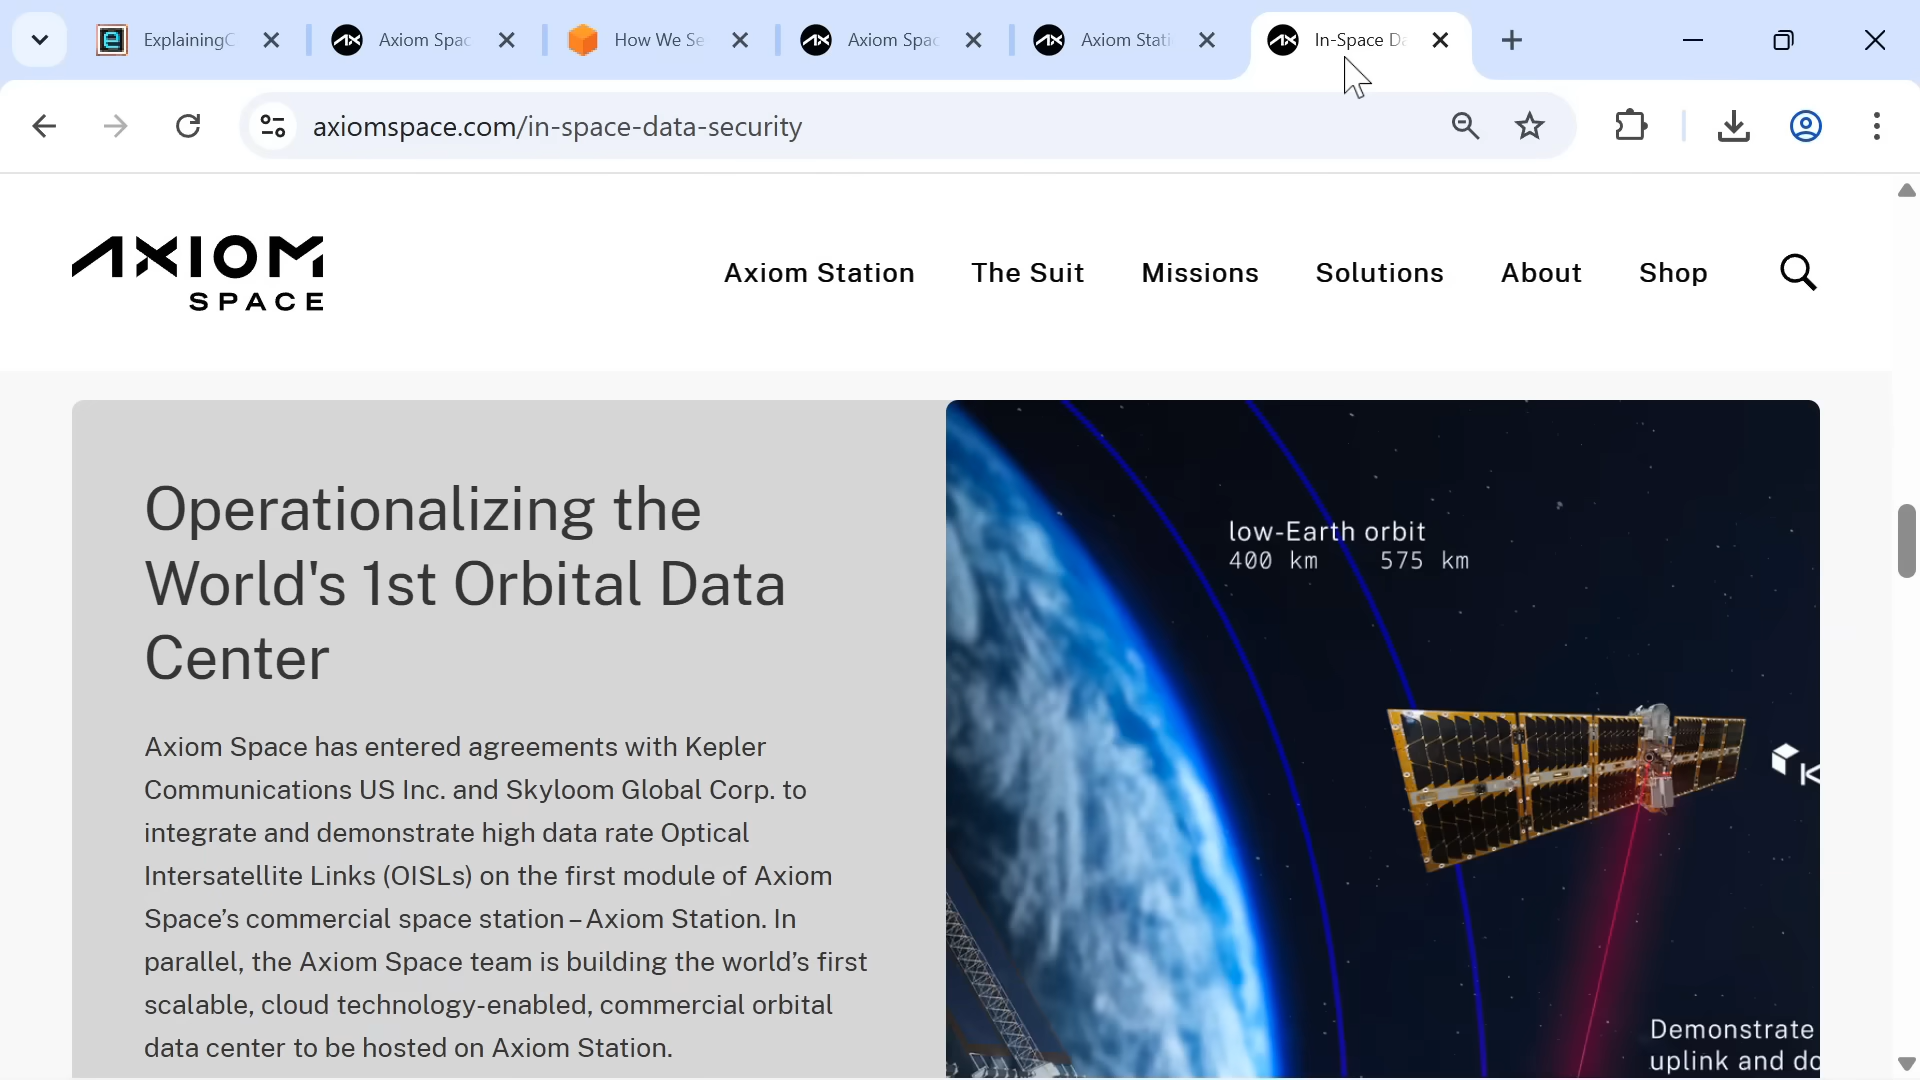 ExplainingC
Axiom Spac
How We Se
Axiom Spac
Axiom Stati
In-Space Da
axiomspace.com/in-space-data-security
AXIOM
SPACE
Axiom Station
The Suit
Missions
Solutions
About
Shop
Operationalizing the
World's 1st Orbital Data
Center
Axiom Space has entered agreements with Kepler
Communications US Inc. and Skyloom Global Corp. to
integrate and demonstrate high data rate Optical
Intersatellite Links (OISLs) on the first module of Axiom
Space’s commercial space station – Axiom Station. In
parallel, the Axiom Space team is building the world’s first
scalable, cloud technology-enabled, commercial orbital
data center to be hosted on Axiom Station.
low-Earth orbit
400 km 575 km
K
Demonstrate
uplink and do